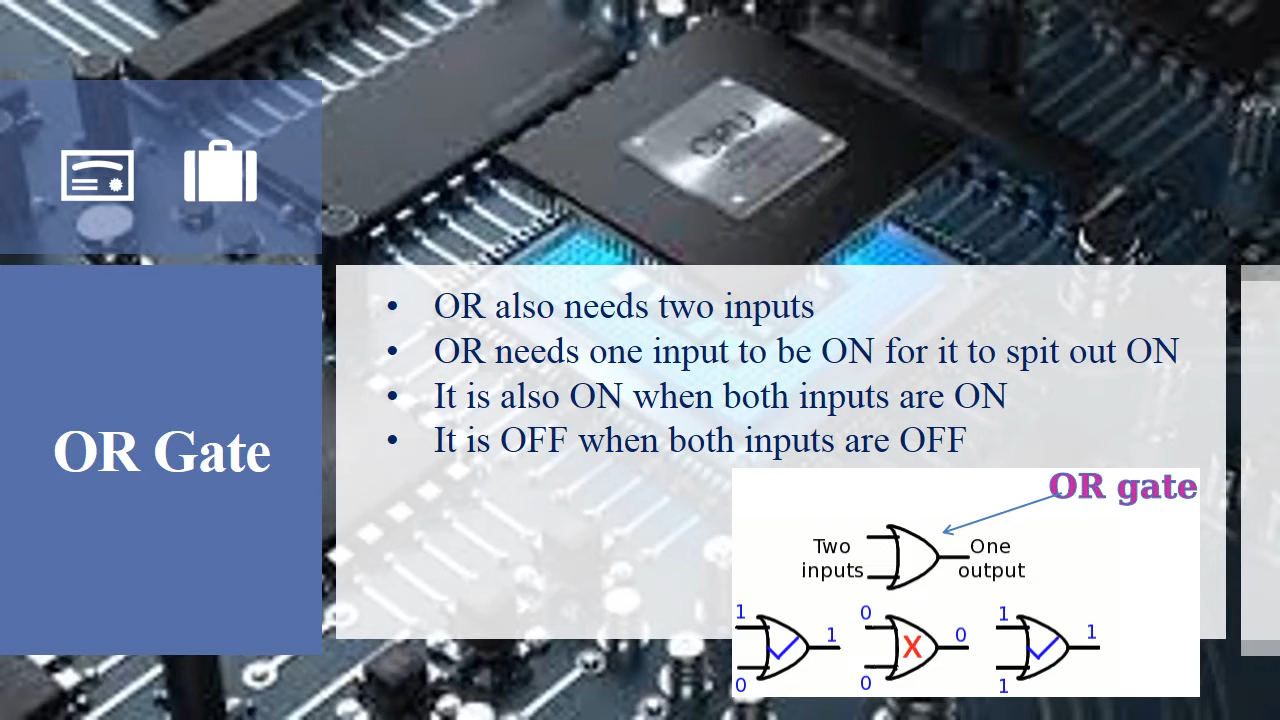 CPU
OR Gate
• OR also needs two inputs
• OR needs one input to be ON for it to spit out ON
• It is also ON when both inputs are ON
• It is OFF when both inputs are OFF
OR gate
Two inputs
One output
1 0 1
0 0 0
1 1 1